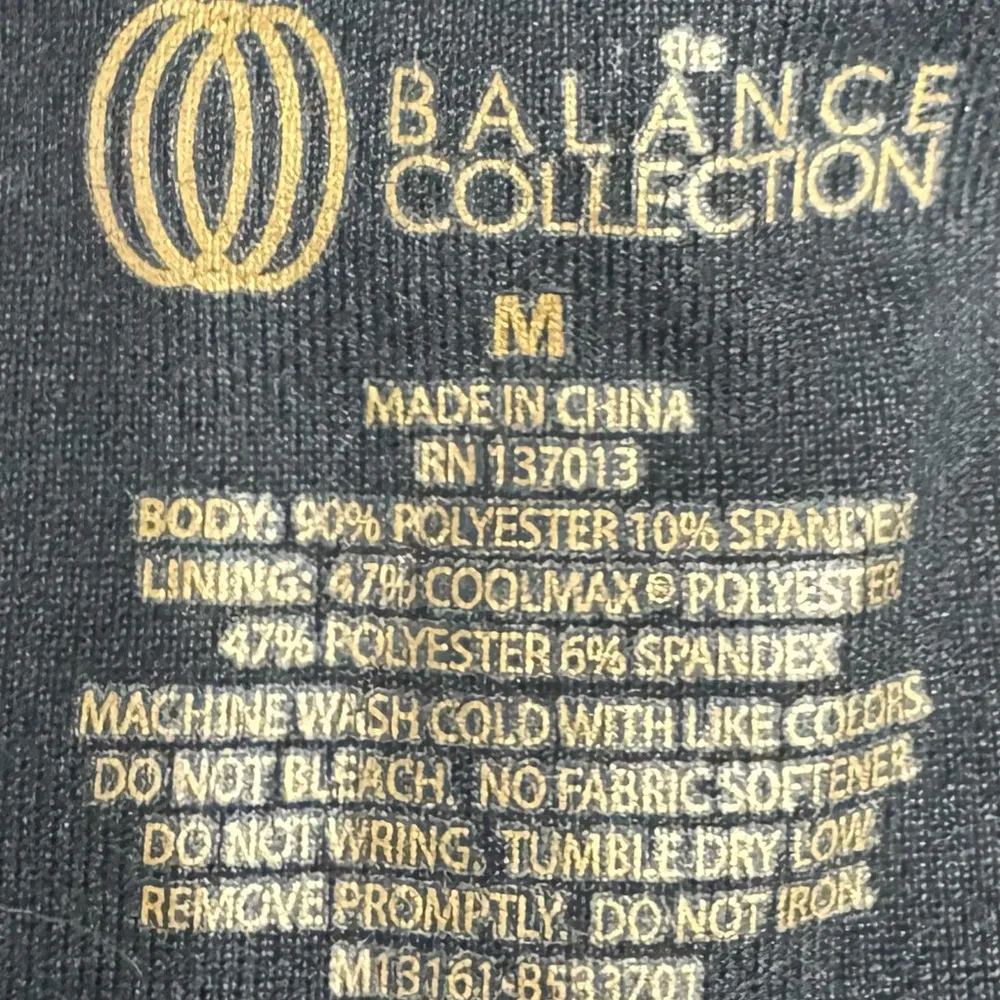 the
BALANCE
COLLECTION
M
MADE IN CHINA
RN 137013
BODY: 90% POLYESTER 10% SPANDEX
LINING: 47% COOLMAX® POLYESTER
47% POLYESTER 6% SPANDEX
MACHINE WASH COLD WITH LIKE COLORS.
DO NOT BLEACH. NO FABRIC SOFTENER.
DO NOT WRING. TUMBLE DRY LOW.
REMOVE PROMPTLY. DO NOT IRON.
M13161-B533701